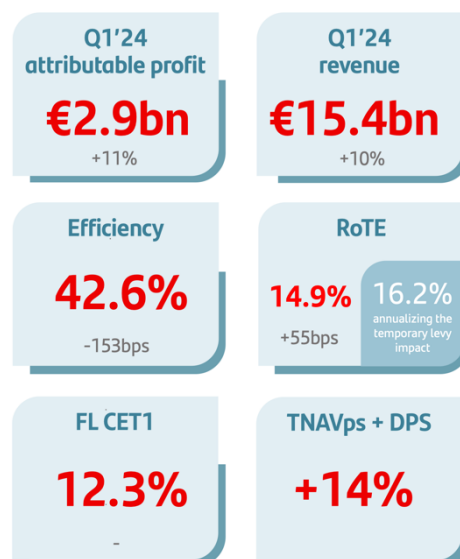 Q1'24
attributable profit
€2.9bn
+11%
Q1'24
revenue
€15.4bn
+10%
Efficiency
42.6%
-153bps
RoTE
14.9%
+55bps
16.2%
annualizing the
temporary levy
impact
FL CET1
12.3%
-
TNAVps + DPS
+14%